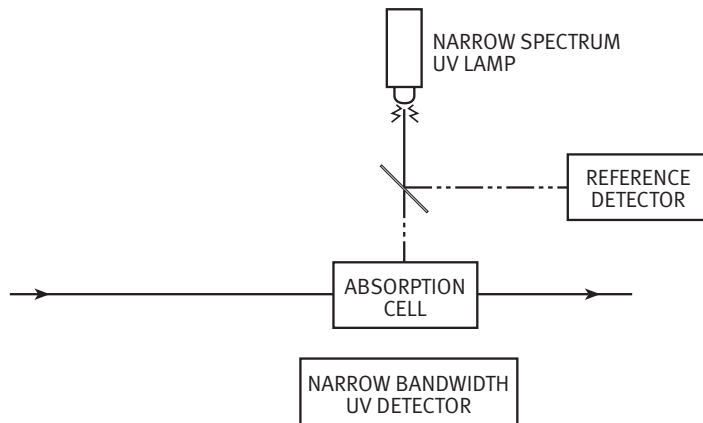 NARROW SPECTRUM
UV LAMP
REFERENCE
DETECTOR
ABSORPTION
CELL
NARROW BANDWIDTH
UV DETECTOR